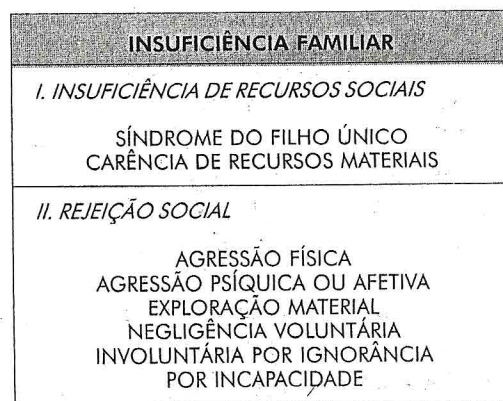 INSUFICIÊNCIA FAMILIAR
I. INSUFICIÊNCIA DE RECURSOS SOCIAIS
SÍNDROME DO FILHO ÚNICO
CARÊNCIA DE RECURSOS MATERIAIS
II. REJEIÇÃO SOCIAL
AGRESSÃO FÍSICA
AGRESSÃO PSÍQUICA OU AFETIVA
EXPLORAÇÃO MATERIAL
NEGLIGÊNCIA VOLUNTÁRIA
INVOLUNTÁRIA POR IGNORÂNCIA
POR INCAPACIDADE